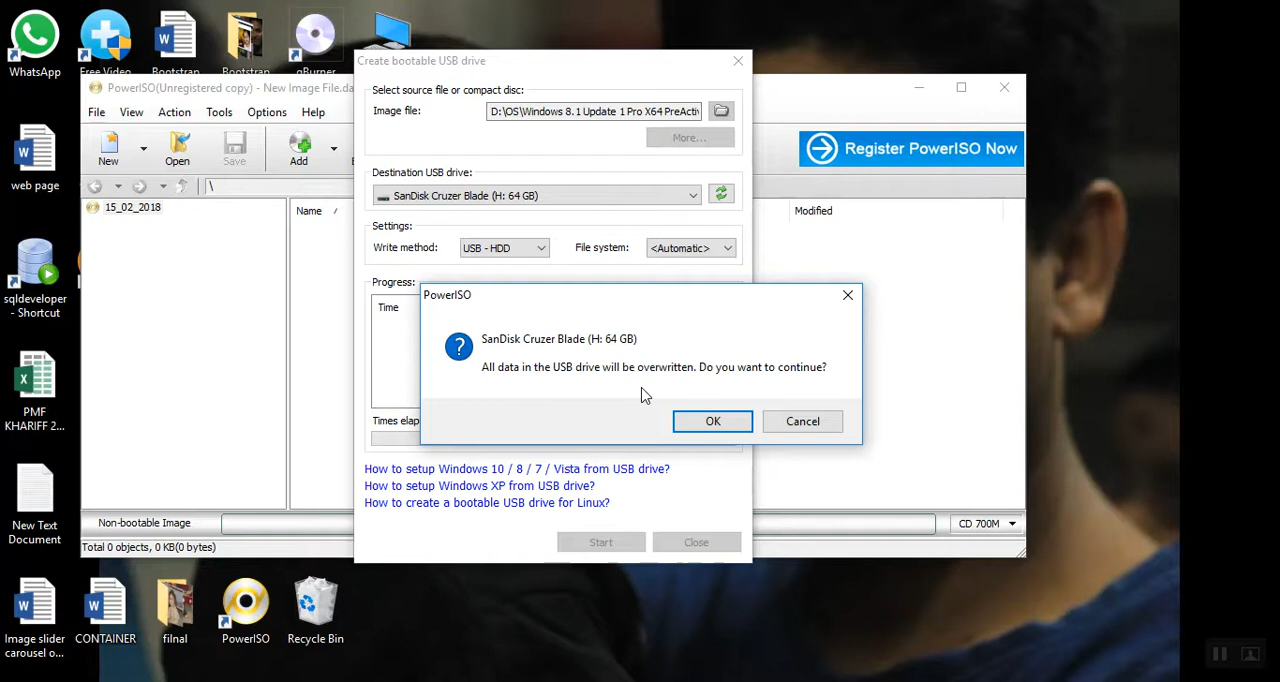 WhatsApp
Free Video
Bootstrap
Bootstrap
qBurner
web page
sqldeveloper
- Shortcut
PMF
KHARIFF 2...
New Text
Document
Image slider
carousel o...
CONTAINER
filnal
PowerISO
Recycle Bin
PowerISO(Unregistered copy) - New Image File.da
File View Action Tools Options Help
New Open Save Add
Register PowerISO Now
\
15_02_2018
Name / Modified
Non-bootable Image
CD 700M
Total 0 objects, 0 KB(0 bytes)
Create bootable USB drive
Select source file or compact disc:
Image file: D:\OS\Windows 8.1 Update 1 Pro X64 PreActiv
More...
Destination USB drive:
SanDisk Cruzer Blade (H: 64 GB)
Settings:
Write method: USB - HDD File system: <Automatic>
Progress:
Time
Times elap
How to setup Windows 10 / 8 / 7 / Vista from USB drive?
How to setup Windows XP from USB drive?
How to create a bootable USB drive for Linux?
Start Close
PowerISO
SanDisk Cruzer Blade (H: 64 GB)
All data in the USB drive will be overwritten. Do you want to continue?
OK Cancel